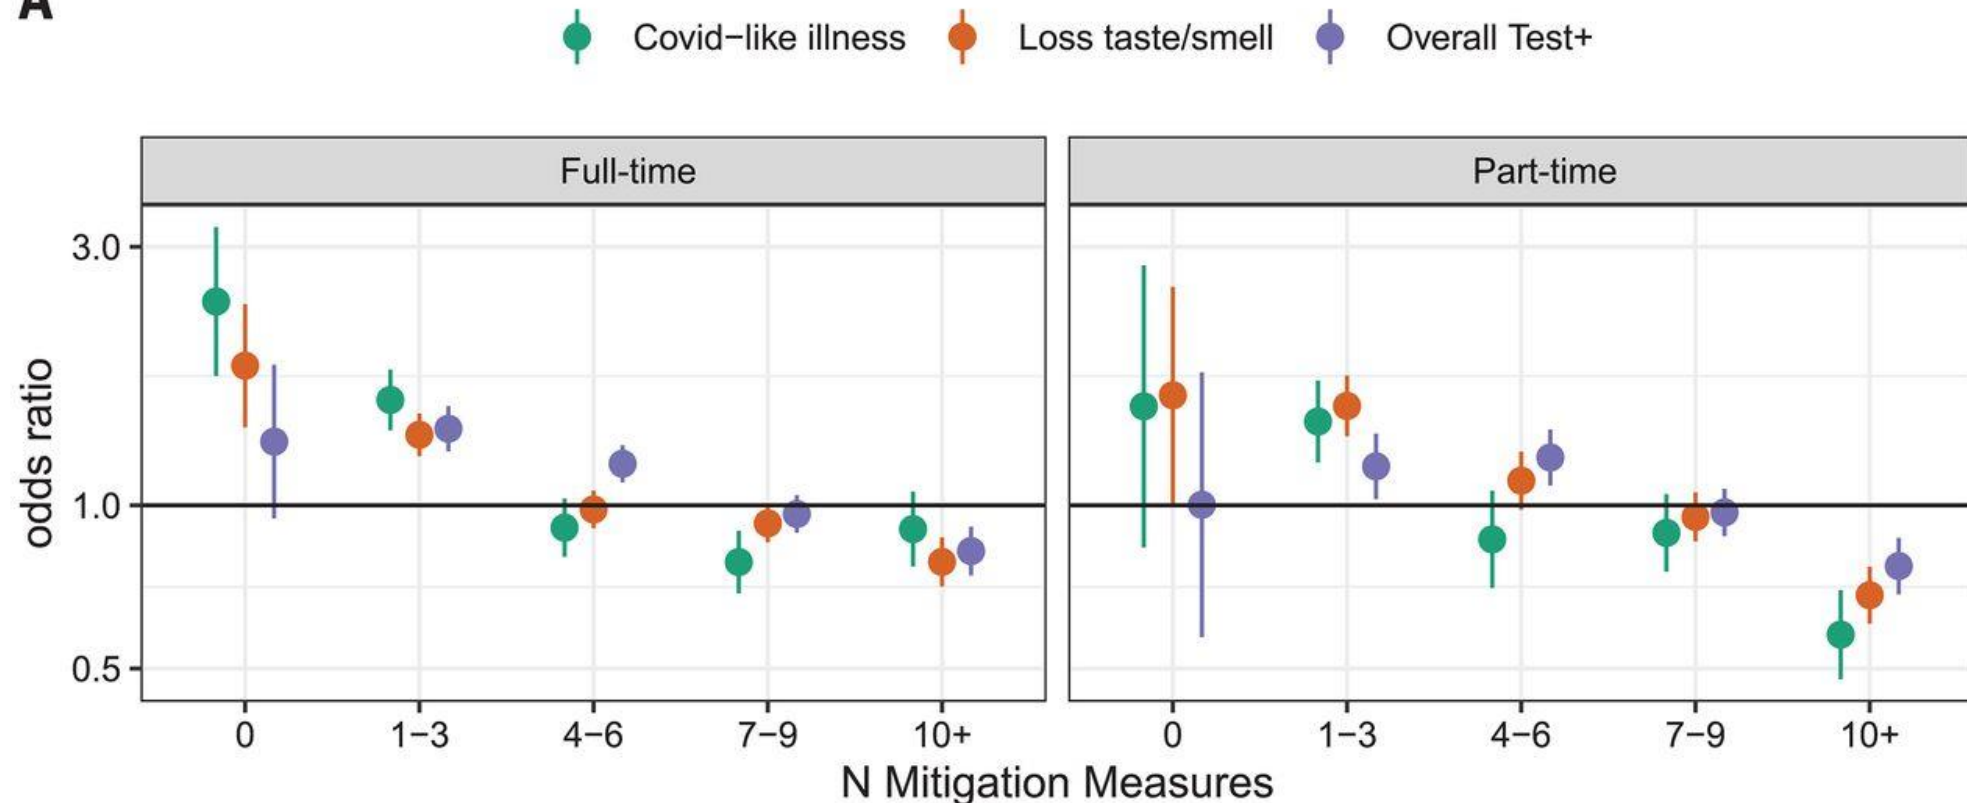 A
Covid−like illness Loss taste/smell Overall Test+
Full-time Part-time
3.0
1.0
0.5
odds ratio
0 1−3 4−6 7−9 10+ 0 1−3 4−6 7−9 10+
N Mitigation Measures